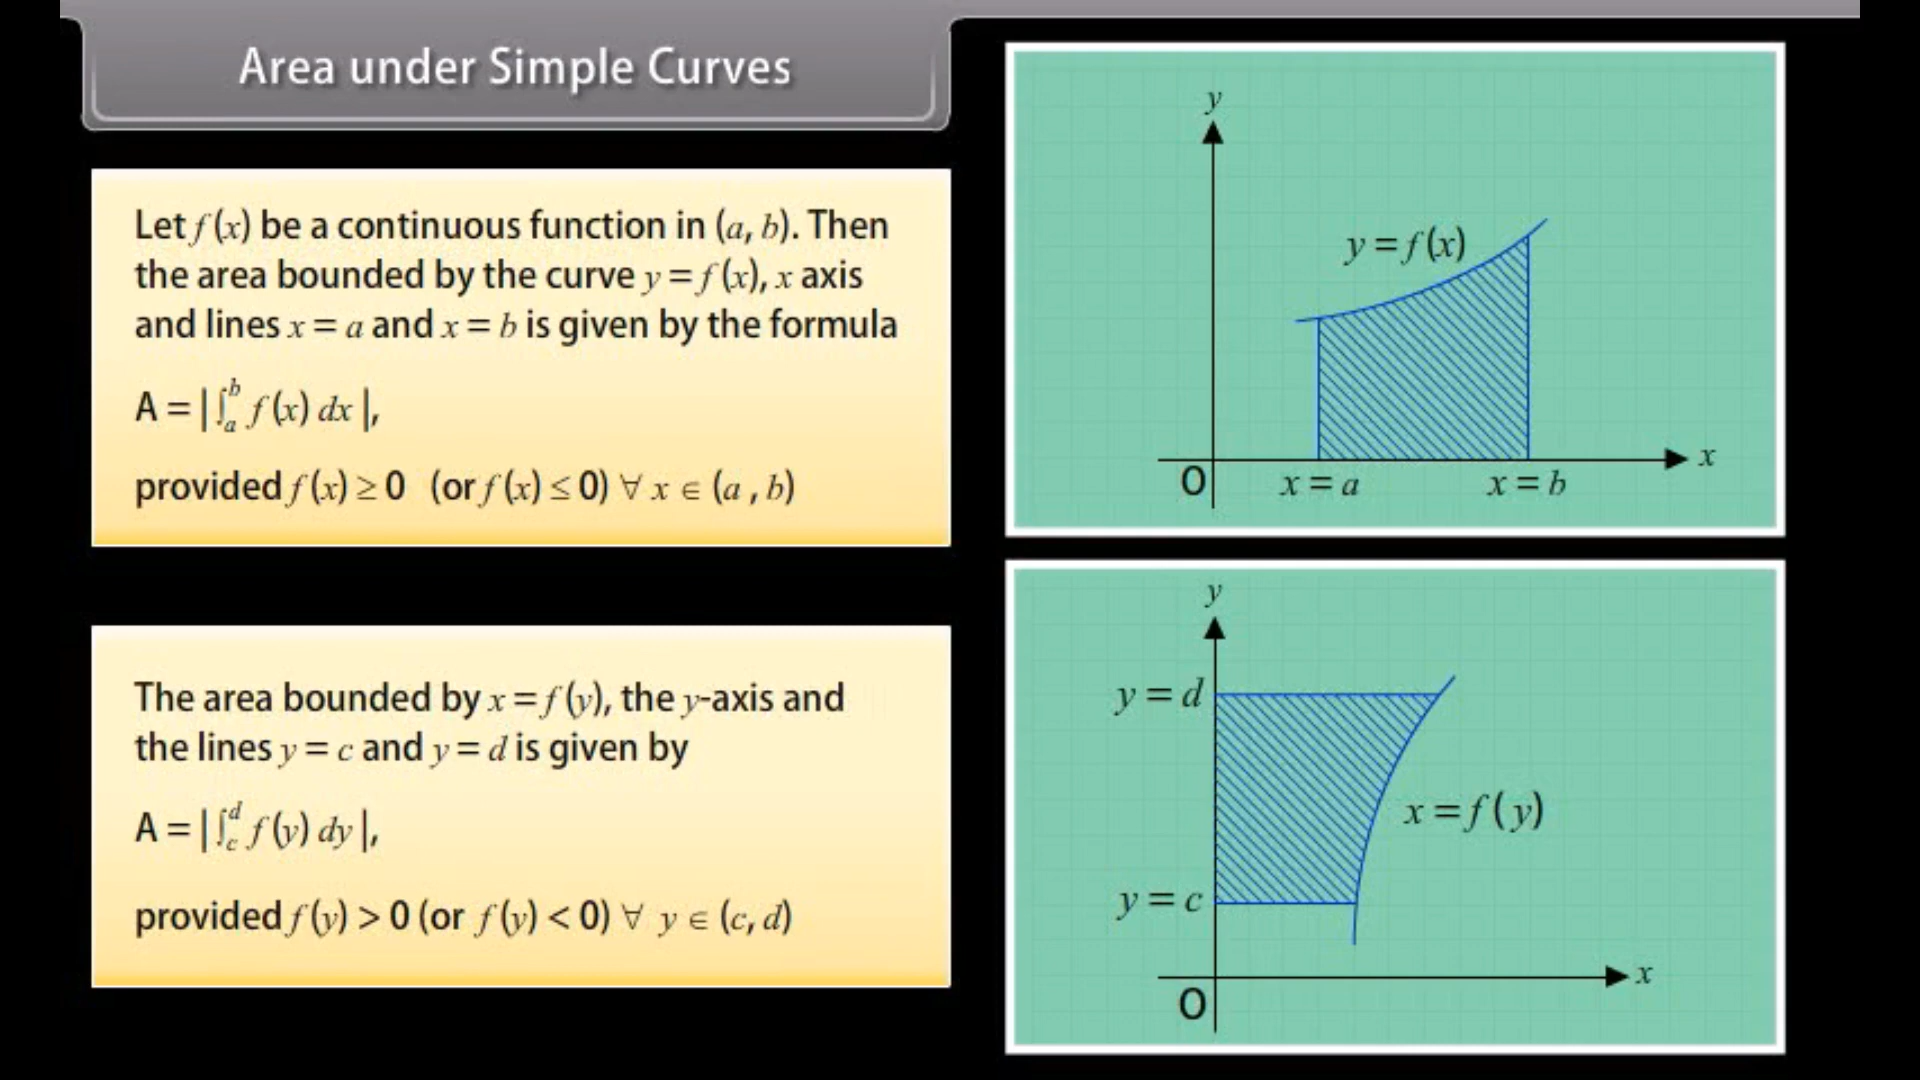 Area under Simple Curves
Let f (x) be a continuous function in (a, b). Then
the area bounded by the curve y = f (x), x axis
and lines x = a and x = b is given by the formula
A = | ∫ₐᵇ f (x) dx |,
provided f (x) ≥ 0 (or f (x) ≤ 0) ∀ x ∈ (a , b)
The area bounded by x = f (y), the y-axis and
the lines y = c and y = d is given by
A = | ∫_c^d f (y) dy |,
provided f (y) > 0 (or f (y) < 0) ∀ y ∈ (c, d)
y
y = f (x)
x
O
x = a
x = b
y
y = d
x = f ( y)
y = c
x
O